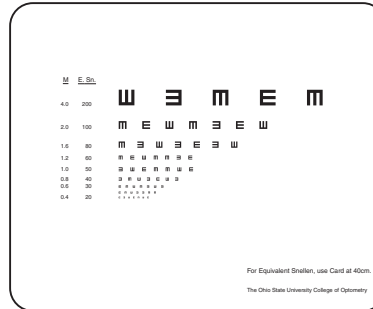 M E. Sn.
4.0 200
2.0 100
1.6 80
1.2 60
1.0 50
0.8 40
0.6 30
0.4 20
For Equivalent Snellen, use Card at 40cm.
The Ohio State University College of Optometry